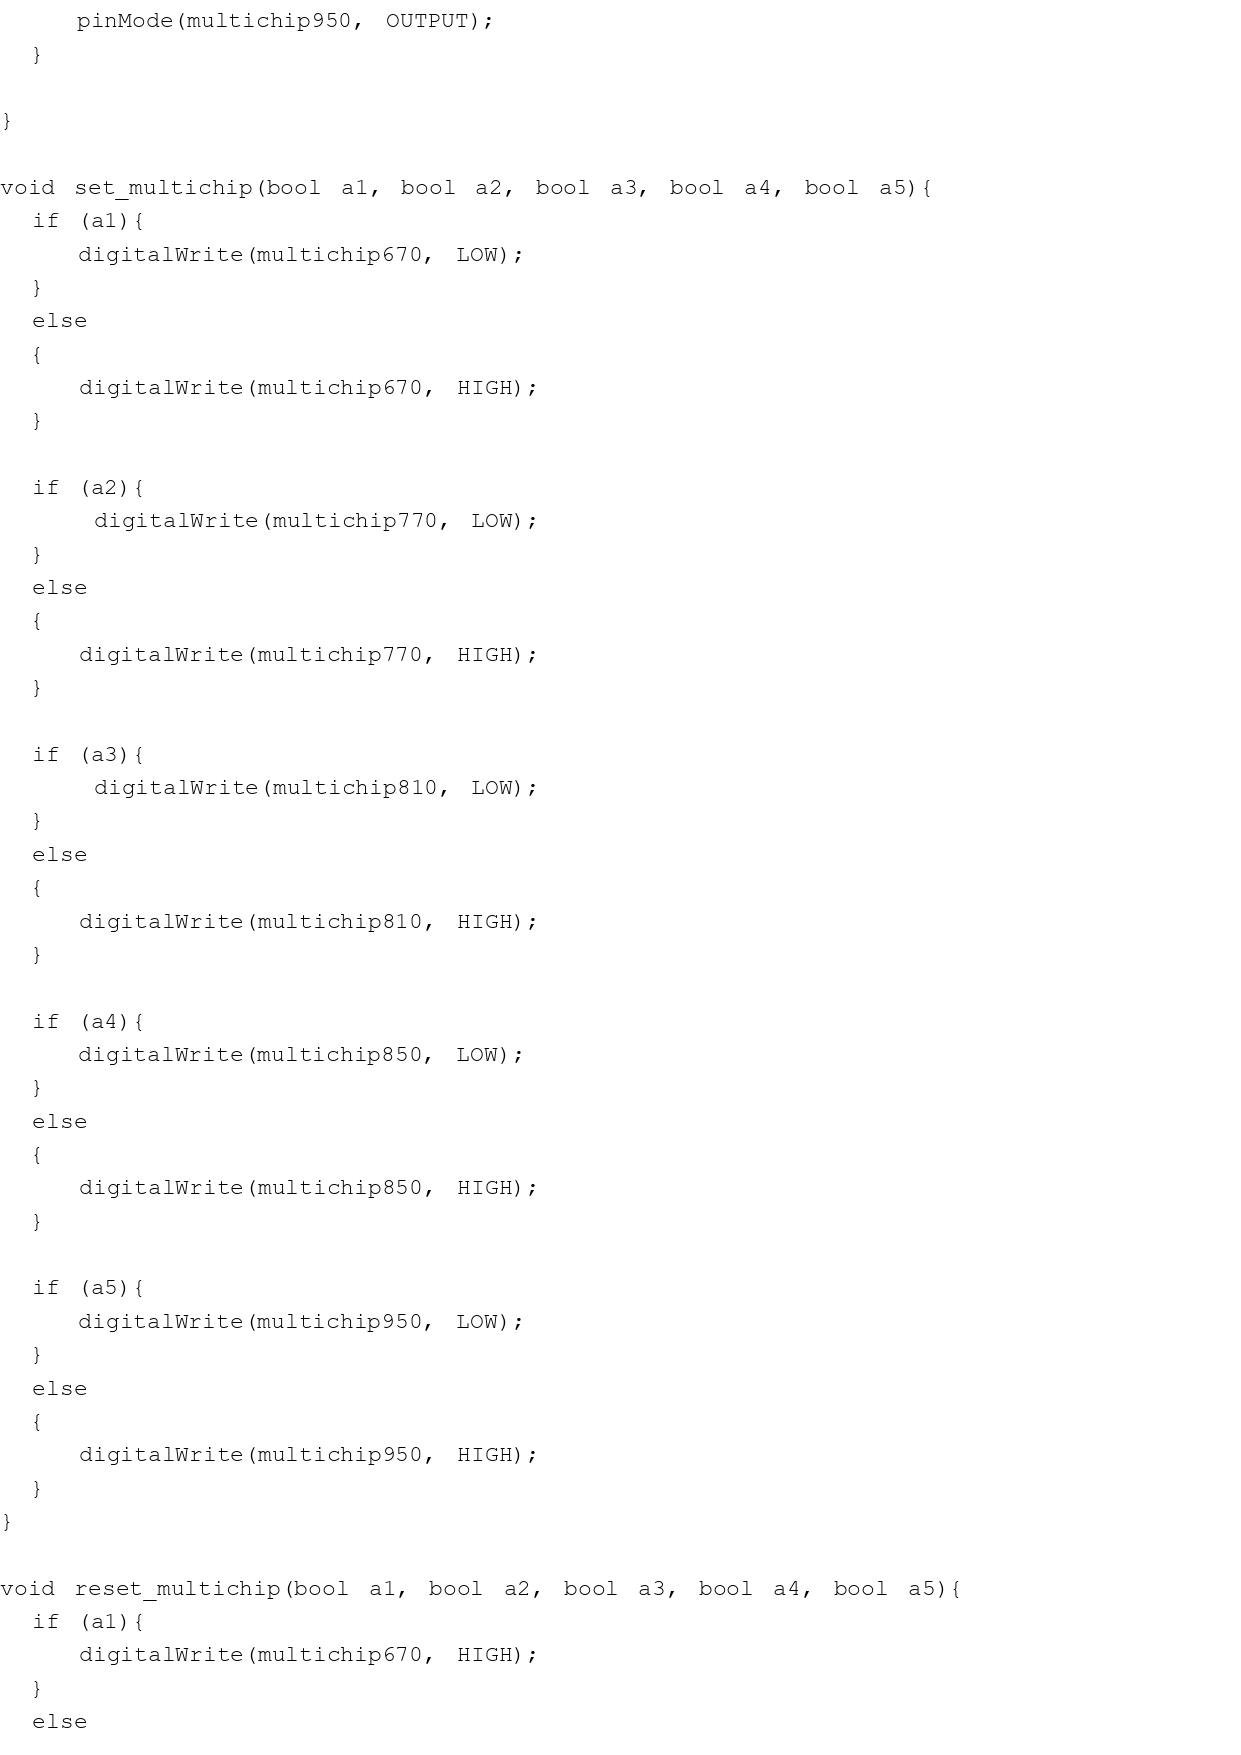 pinMode(multichip950, OUTPUT);
}
}
void set_multichip(bool a1, bool a2, bool a3, bool a4, bool a5){
if (a1){
digitalWrite(multichip670, LOW);
}
else
{
digitalWrite(multichip670, HIGH);
}
if (a2){
digitalWrite(multichip770, LOW);
}
else
{
digitalWrite(multichip770, HIGH);
}
if (a3){
digitalWrite(multichip810, LOW);
}
else
{
digitalWrite(multichip810, HIGH);
}
if (a4){
digitalWrite(multichip850, LOW);
}
else
{
digitalWrite(multichip850, HIGH);
}
if (a5){
digitalWrite(multichip950, LOW);
}
else
{
digitalWrite(multichip950, HIGH);
}
}
void reset_multichip(bool a1, bool a2, bool a3, bool a4, bool a5){
if (a1){
digitalWrite(multichip670, HIGH);
}
else